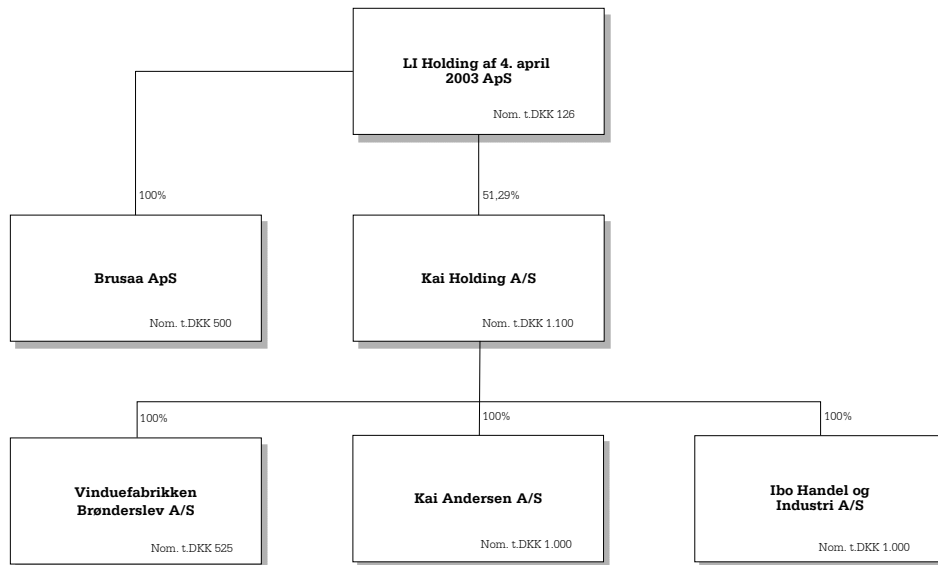 LI Holding af 4. april
2003 ApS
Nom. t.DKK 126
100%
51,29%
Brusaa ApS
Nom. t.DKK 500
Kai Holding A/S
Nom. t.DKK 1.100
100%
100%
100%
Vinduefabrikken
Brønderslev A/S
Nom. t.DKK 525
Kai Andersen A/S
Nom. t.DKK 1.000
Ibo Handel og
Industri A/S
Nom. t.DKK 1.000